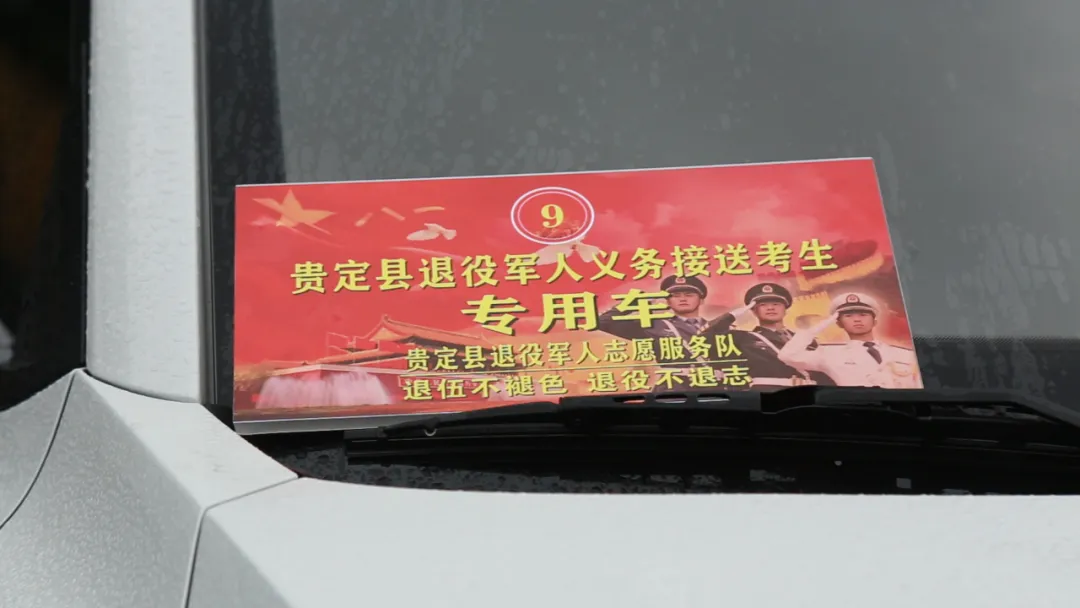 八一
9
贵定县退役军人义务接送考生
专用车
贵定县退役军人志愿服务队
退伍不褪色 退役不退志